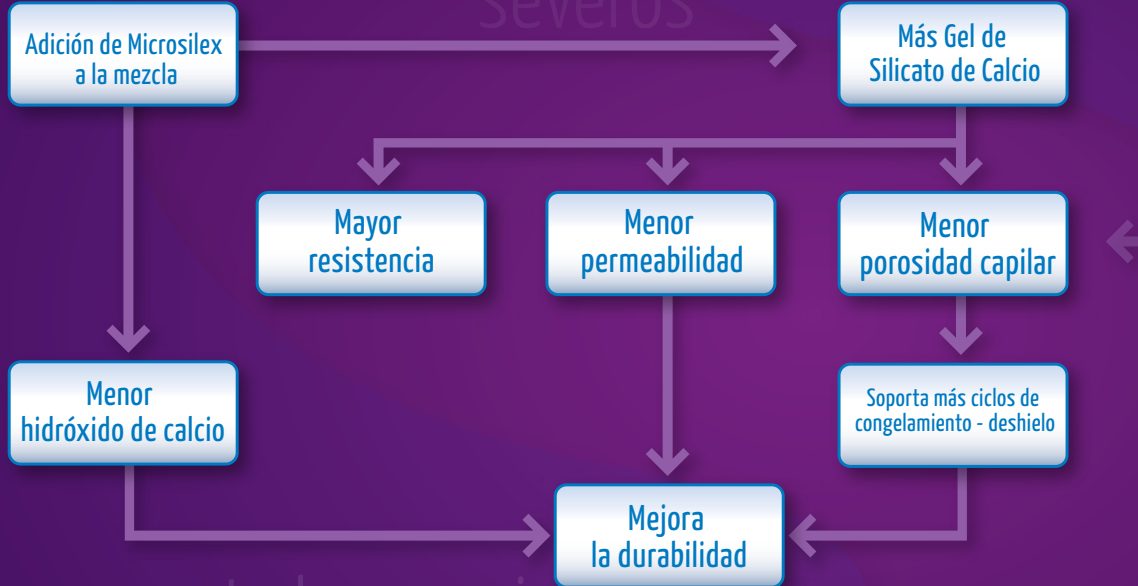 Severos
Adición de Microsilex
a la mezcla
Más Gel de
Silicato de Calcio
Mayor
resistencia
Menor
permeabilidad
Menor
porosidad capilar
Menor
hidróxido de calcio
Soporta más ciclos de
congelamiento - deshielo
Mejora
la durabilidad